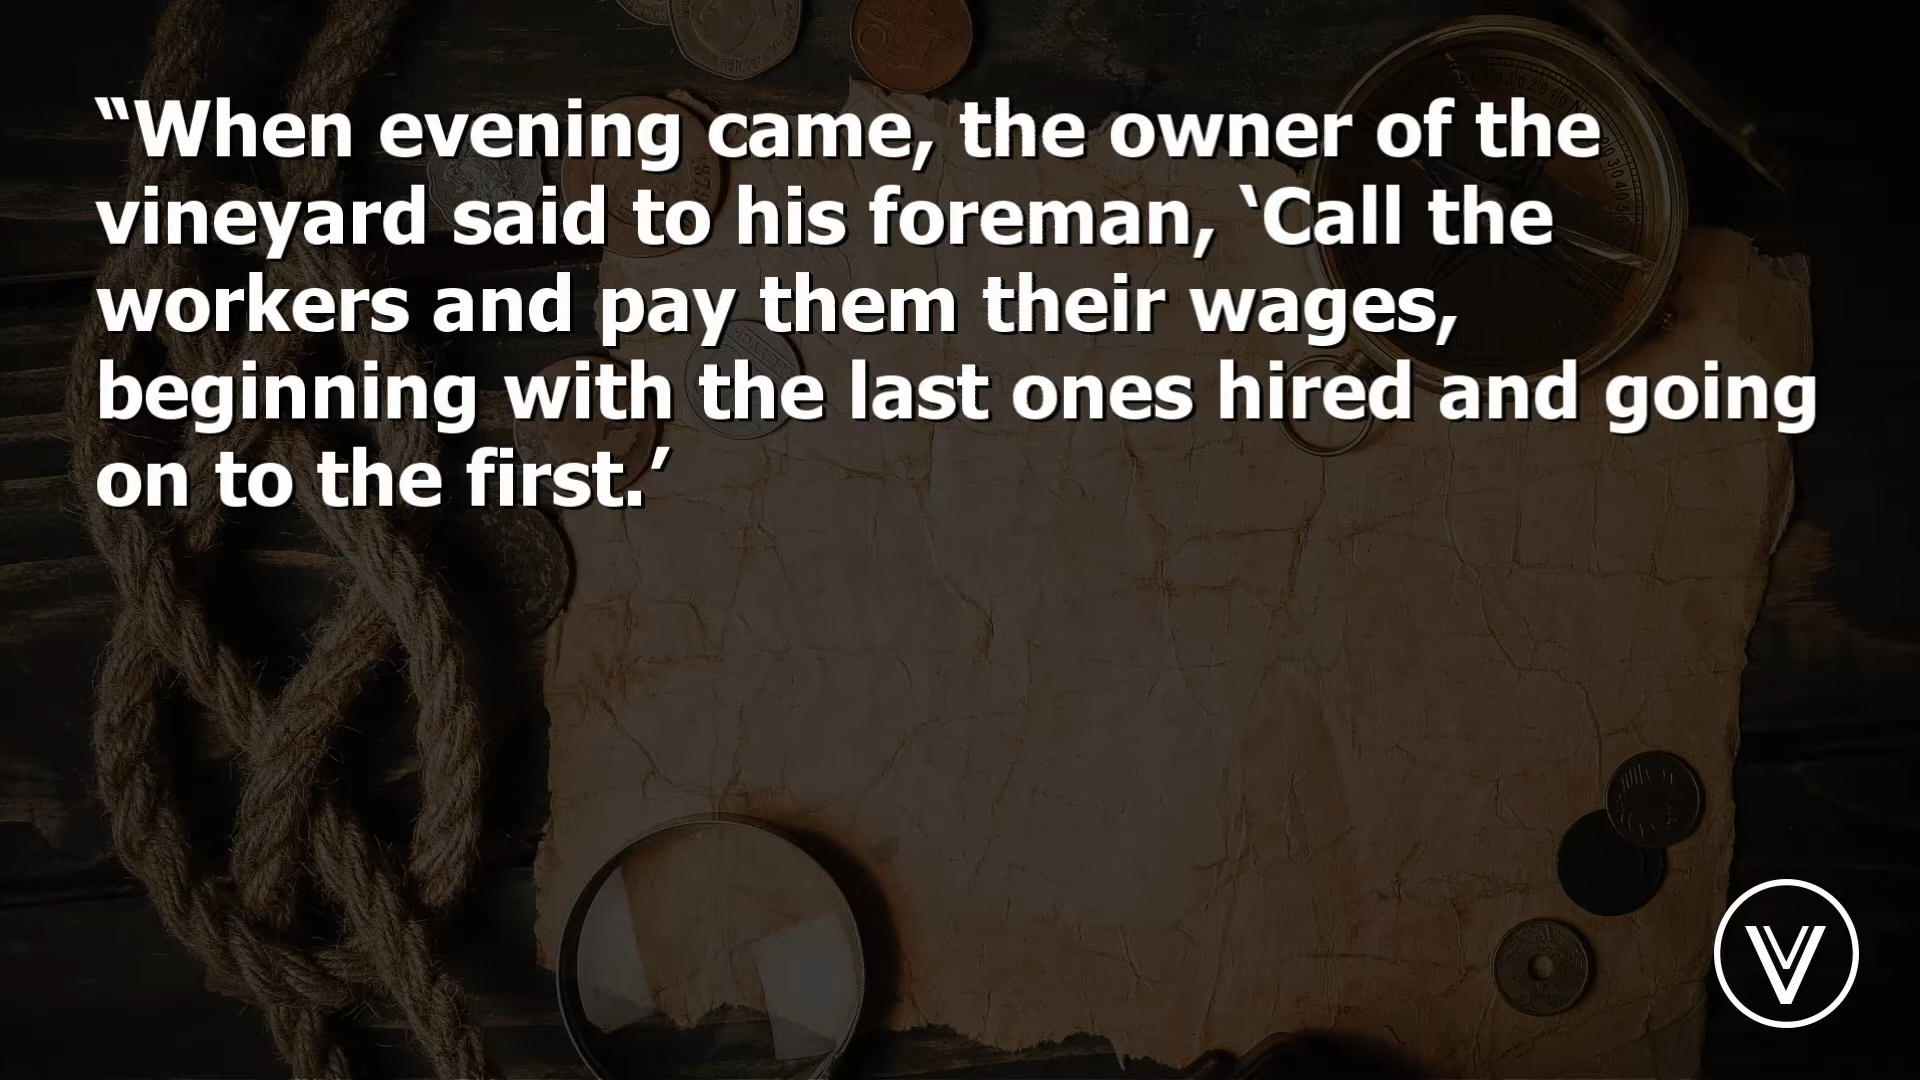 “When evening came, the owner of the
vineyard said to his foreman, ‘Call the
workers and pay them their wages,
beginning with the last ones hired and going
on to the first.’